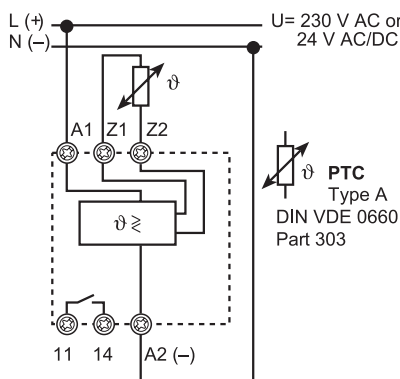 L (+)
U= 230 V AC or
N (–)
24 V AC/DC
ϑ
A1 Z1 Z2
ϑ PTC
Type A
DIN VDE 0660
Part 303
ϑ ≷
11 14 A2 (–)